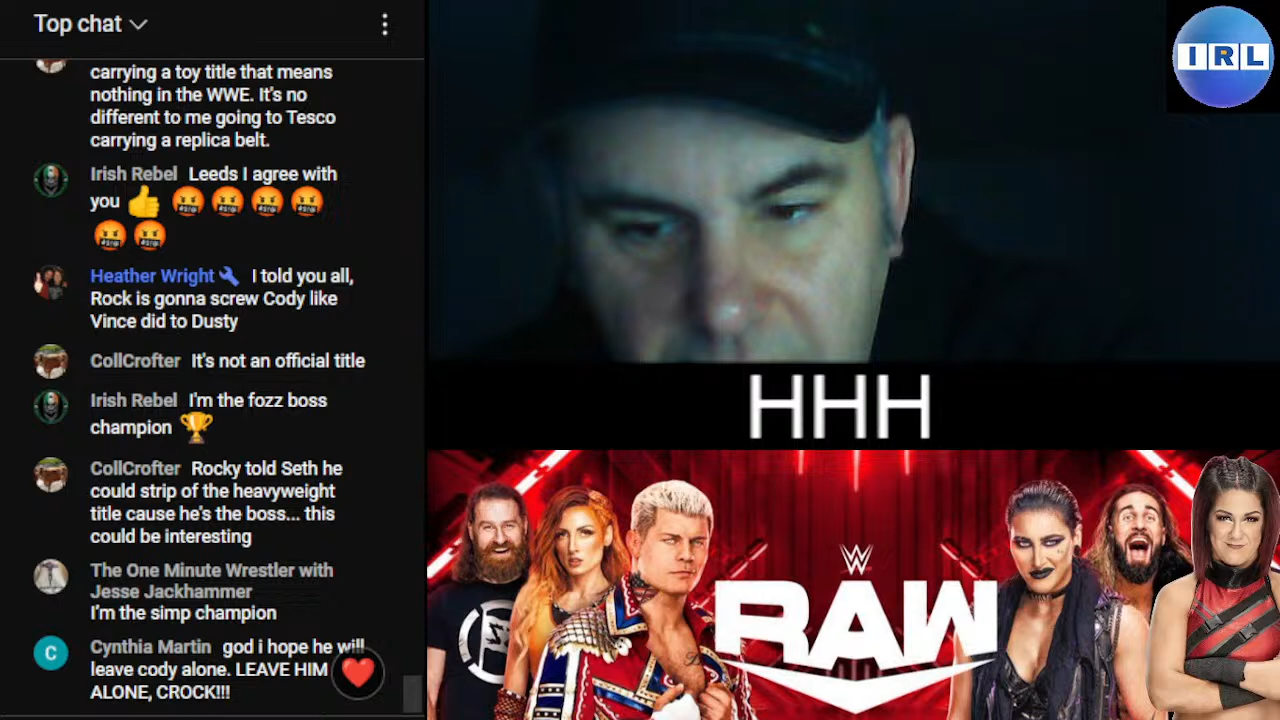 Top chat
carrying a toy title that means
nothing in the WWE. It's no
different to me going to Tesco
carrying a replica belt.
Irish Rebel Leeds I agree with
you 👍 🤬 🤬 🤬 🤬
🤬 🤬
Heather Wright I told you all,
Rock is gonna screw Cody like
Vince did to Dusty
CollCrofter It's not an official title
Irish Rebel I'm the fozz boss
champion 🏆
CollCrofter Rocky told Seth he
could strip of the heavyweight
title cause he's the boss... this
could be interesting
The One Minute Wrestler with
Jesse Jackhammer
I'm the simp champion
C
Cynthia Martin god i hope he will
leave cody alone. LEAVE HIM
ALONE, CROCK!!!
IRL
HHH
W
RAW